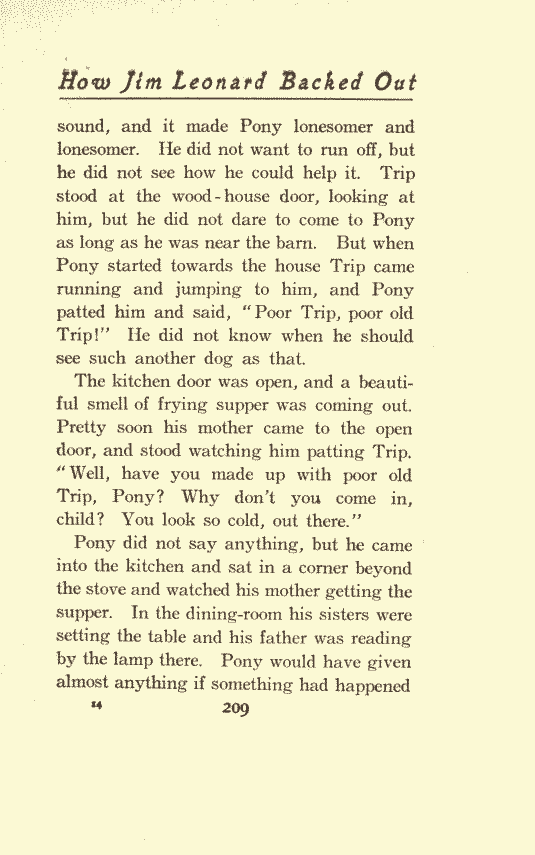 How Jim Leonard Backed Out
sound, and it made Pony lonesomer and
lonesomer. He did not want to run off, but
he did not see how he could help it. Trip
stood at the wood-house door, looking at
him, but he did not dare to come to Pony
as long as he was near the barn. But when
Pony started towards the house Trip came
running and jumping to him, and Pony
patted him and said, "Poor Trip, poor old
Trip!" He did not know when he should
see such another dog as that.
The kitchen door was open, and a beauti-
ful smell of frying supper was coming out.
Pretty soon his mother came to the open
door, and stood watching him patting Trip.
"Well, have you made up with poor old
Trip, Pony? Why don't you come in,
child? You look so cold, out there."
Pony did not say anything, but he came
into the kitchen and sat in a corner beyond
the stove and watched his mother getting the
supper. In the dining-room his sisters were
setting the table and his father was reading
by the lamp there. Pony would have given
almost anything if something had happened
14 209